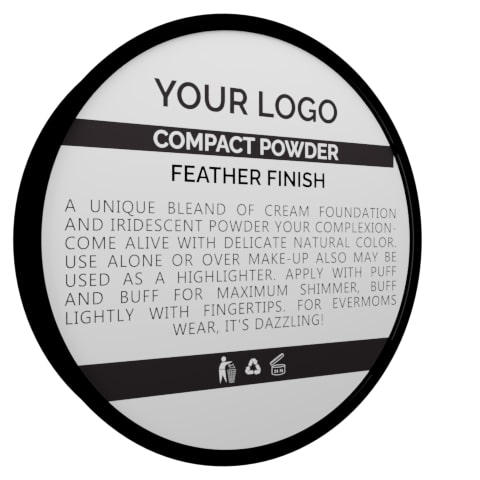 YOUR LOGO
COMPACT POWDER
FEATHER FINISH
A UNIQUE BLEAND OF CREAM FOUNDATION
AND IRIDESCENT POWDER YOUR COMPLEXION-
COME ALIVE WITH DELICATE NATURAL COLOR.
USE ALONE OR OVER MAKE-UP ALSO MAY BE
USED AS A HIGHLIGHTER. APPLY WITH PUFF
AND BUFF FOR MAXIMUM SHIMMER, BUFF
LIGHTLY WITH FINGERTIPS. FOR EVERMOMS
WEAR, IT'S DAZZLING!